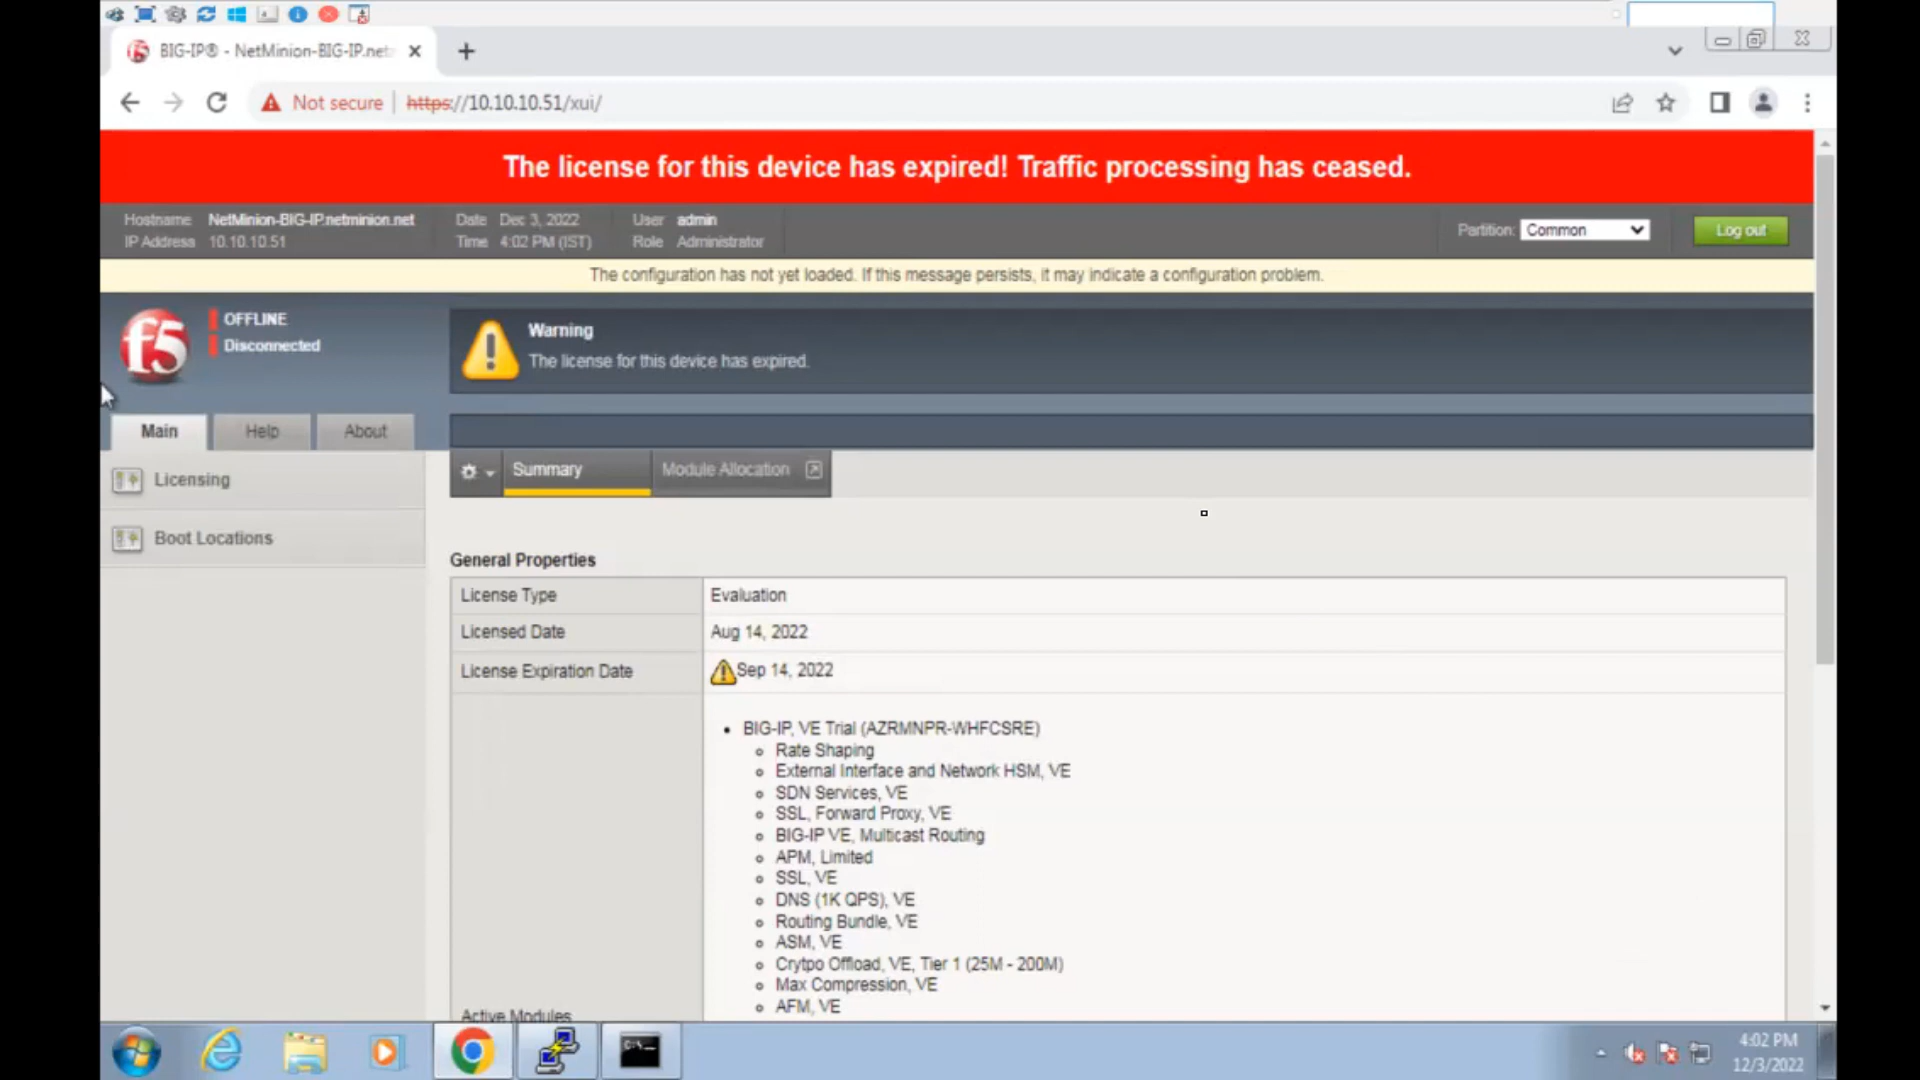 BIG-IP® - NetMinion-BIG-IP.net
Not secure
https://10.10.10.51/xui/
The license for this device has expired! Traffic processing has ceased.
Hostname NetMinion-BIG-IP.netminion.net Date Dec 3, 2022 User admin
IP Address 10.10.10.51 Time 4:02 PM (IST) Role Administrator
Partition: Common Log out
The configuration has not yet loaded. If this message persists, it may indicate a configuration problem.
f5
OFFLINE
Disconnected
Warning
The license for this device has expired.
Main Help About
Licensing
Boot Locations
Summary Module Allocation
General Properties
License Type Evaluation
Licensed Date Aug 14, 2022
License Expiration Date Sep 14, 2022
BIG-IP, VE Trial (AZRMNPR-WHFCSRE)
Rate Shaping
External Interface and Network HSM, VE
SDN Services, VE
SSL, Forward Proxy, VE
BIG-IP VE, Multicast Routing
APM, Limited
SSL, VE
DNS (1K QPS), VE
Routing Bundle, VE
ASM, VE
Crytpo Offload, VE, Tier 1 (25M - 200M)
Max Compression, VE
AFM, VE
Active Modules
4:02 PM
12/3/2022